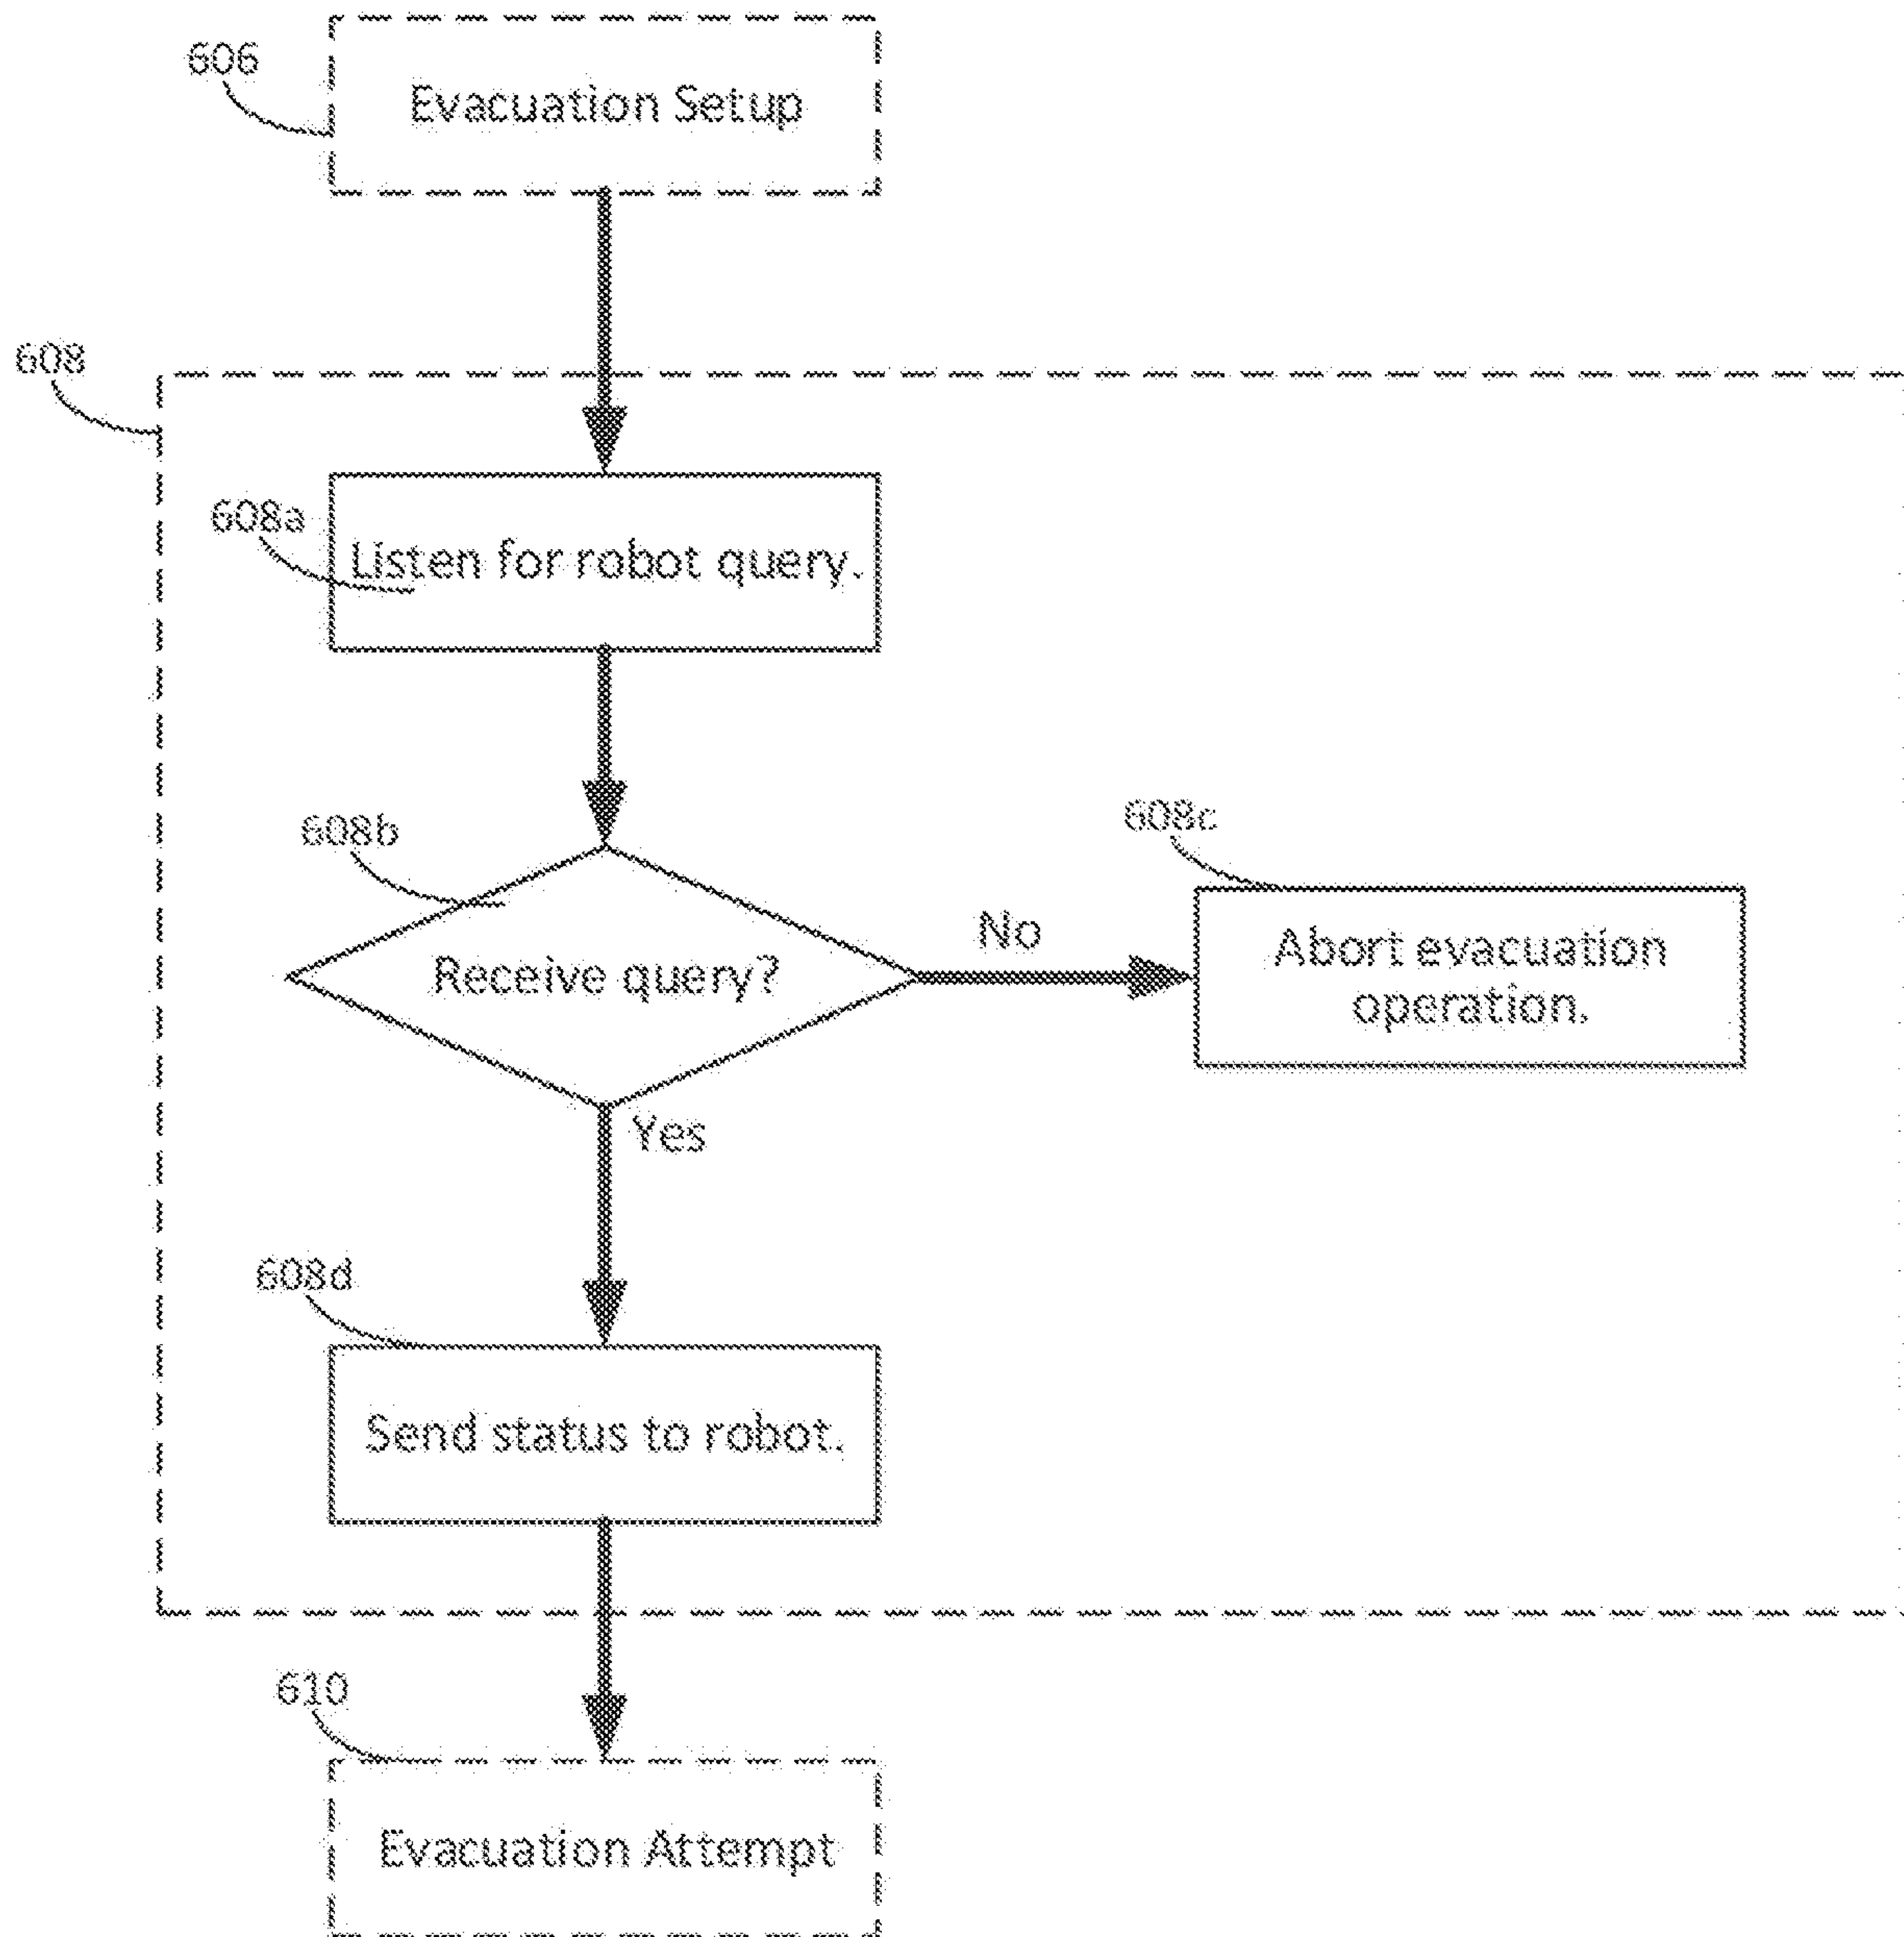 606
Evacuation Setup
608
608a
Listen for robot query.
608b
608c
Receive query?
No
Abort evacuation
operation.
Yes
608d
Send status to robot.
610
Evacuation Attempt